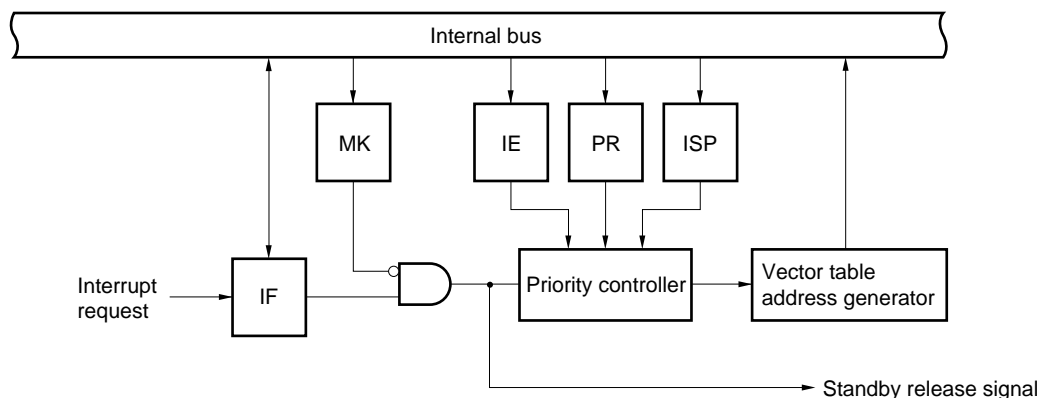 Internal bus
MK
IE
PR
ISP
Interrupt
request
IF
Priority controller
Vector table
address generator
Standby release signal